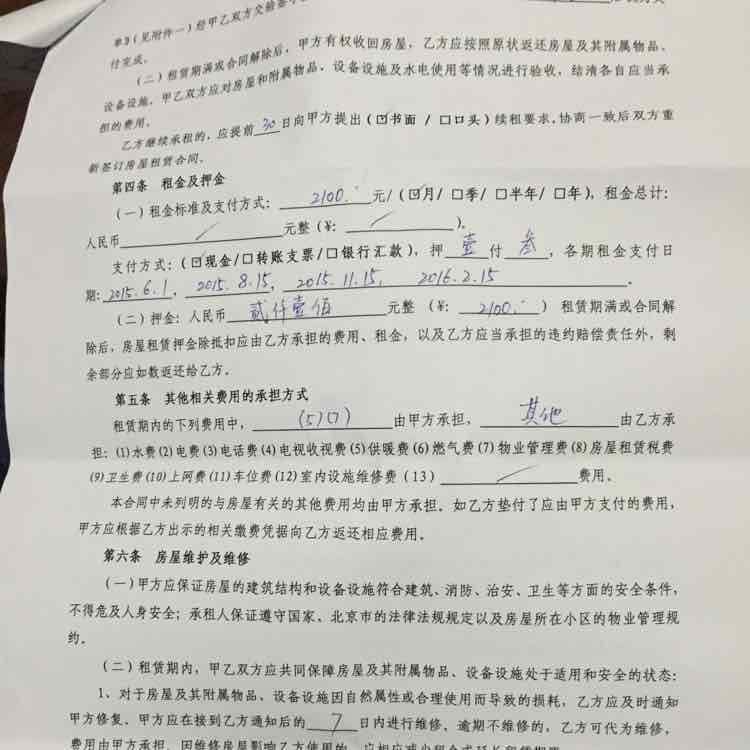 单》(见附件一)经甲乙双方交验签
付完成。
(二)租赁期满或合同解除后，甲方有权收回房屋，乙方应按照原状返还房屋及其附属物品、
设备设施。甲乙双方应对房屋和附属物品、设备设施及水电使用等情况进行验收，结清各自应当承
担的费用。
乙方继续承租的，应提前 30 日向甲方提出(☑书面 / □口头)续租要求，协商一致后双方重
新签订房屋租赁合同。
第四条 租金及押金
(一)租金标准及支付方式： 2100. 元/(☑月/ □季/ □半年/ □年)，租金总计：
人民币 / 元整(¥: / )。
支付方式：(☑现金/□转账支票/□银行汇款)，押 壹 付 叁 ，各期租金支付日
期：2015.6.1, 2015.8.15, 2015.11.15, 2016.2.15 。
(二)押金：人民币 贰仟壹佰 元整 (¥: 2100. ) 租赁期满或合同解
除后，房屋租赁押金除抵扣应由乙方承担的费用、租金，以及乙方应当承担的违约赔偿责任外，剩
余部分应如数返还给乙方。
第五条 其他相关费用的承担方式
租赁期内的下列费用中， (5)(7) 由甲方承担， 其他 由乙方承
担：(1)水费(2)电费(3)电话费(4)电视收视费(5)供暖费(6)燃气费(7)物业管理费(8)房屋租赁税费
(9)卫生费(10)上网费(11)车位费(12)室内设施维修费(13) / 费用。
本合同中未列明的与房屋有关的其他费用均由甲方承担。如乙方垫付了应由甲方支付的费用，
甲方应根据乙方出示的相关缴费凭据向乙方返还相应费用。
第六条 房屋维护及维修
(一)甲方应保证房屋的建筑结构和设备设施符合建筑、消防、治安、卫生等方面的安全条件，
不得危及人身安全；承租人保证遵守国家、北京市的法律法规规定以及房屋所在小区的物业管理规
约。
(二)租赁期内，甲乙双方应共同保障房屋及其附属物品、设备设施处于适用和安全的状态：
1、对于房屋及其附属物品、设备设施因自然属性或合理使用而导致的损耗，乙方应及时通知
甲方修复。甲方应在接到乙方通知后的 7 日内进行维修。逾期不维修的，乙方可代为维修，
费用由甲方承担。因维修房屋影响乙方使用的，应相应减少租金或延长租赁期限。